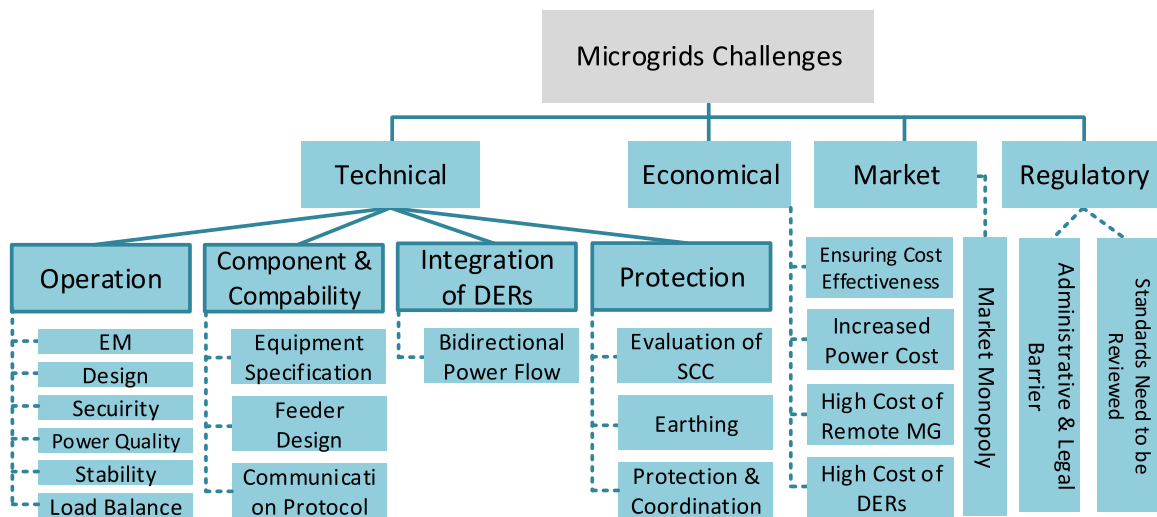 Microgrids Challenges
Technical
Economical
Market
Regulatory
Operation
Component &
Compability
Integration
of DERs
Protection
EM
Design
Secuirity
Power Quality
Stability
Load Balance
Equipment
Specification
Feeder
Design
Communicati
on Protocol
Bidirectional
Power Flow
Evaluation of
SCC
Earthing
Protection &
Coordination
Ensuring Cost
Effectiveness
Increased
Power Cost
High Cost of
Remote MG
High Cost
of DERs
Market Monopoly
Administrative & Legal
Barrier
Standards Need to be
Reviewed